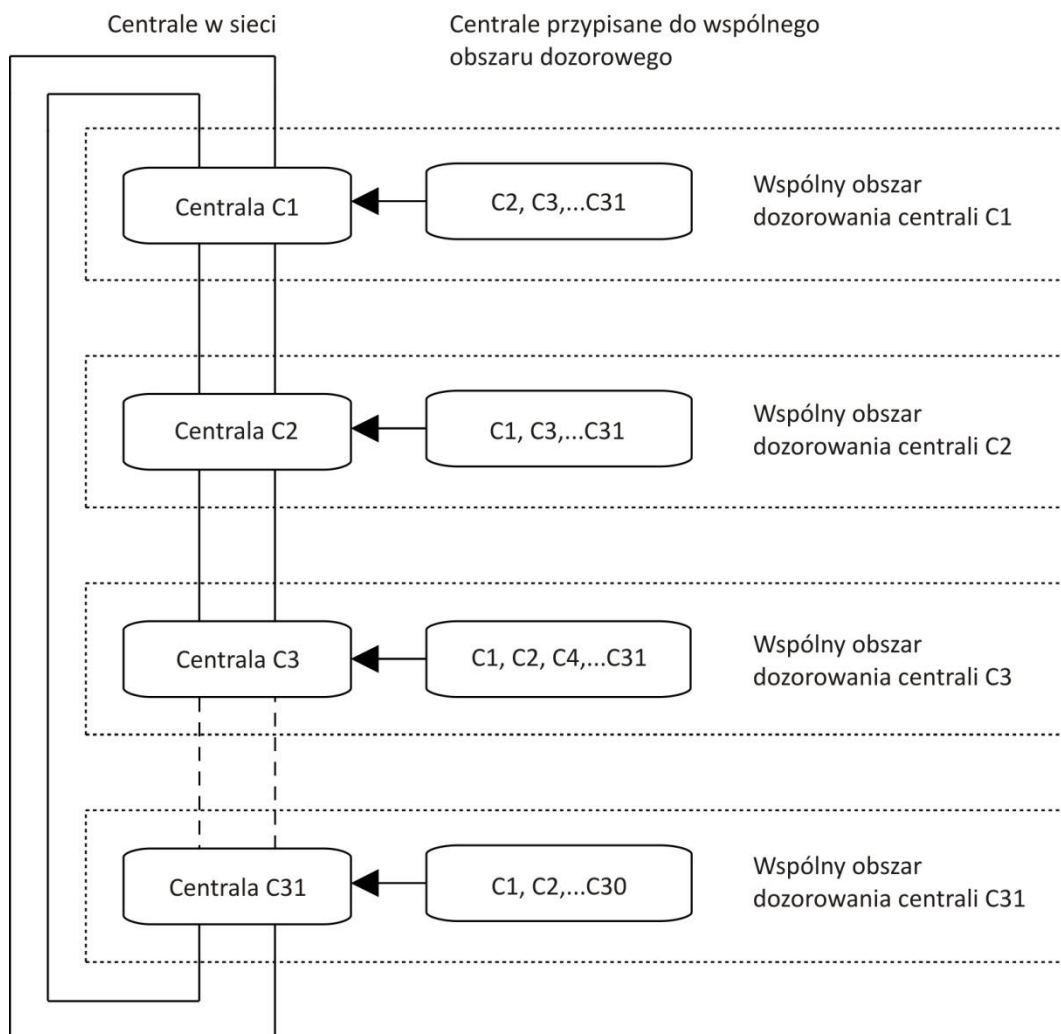 Centrale w sieci
Centrale przypisane do wspólnego
obszaru dozorowego
Centrala C1
C2, C3,...C31
Wspólny obszar
dozorowania centrali C1
Centrala C2
C1, C3,...C31
Wspólny obszar
dozorowania centrali C2
Centrala C3
C1, C2, C4,...C31
Wspólny obszar
dozorowania centrali C3
Centrala C31
C1, C2,...C30
Wspólny obszar
dozorowania centrali C31